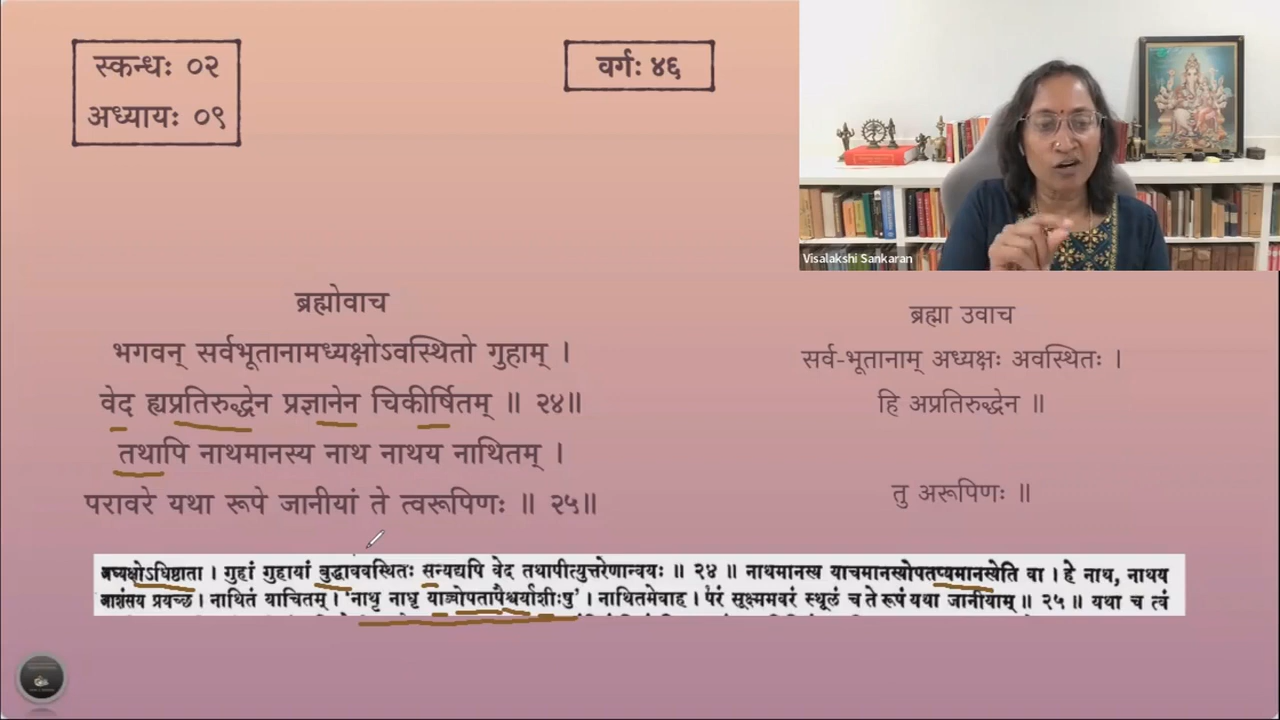 स्कन्धः ०२
अध्यायः ०९
वर्गः ४६
Visalakshi Sankaran
ब्रह्मोवाच
भगवन् सर्वभूतानामध्यक्षोऽवस्थितो गुहाम् ।
वेद ह्यप्रतिरुद्धेन प्रज्ञानेन चिकीर्षितम् ॥ २४॥
तथापि नाथमानस्य नाथ नाथय नाथितम् ।
परावरे यथा रूपे जानीयां ते त्वरूपिणः ॥ २५॥
ब्रह्मा उवाच
सर्व-भूतानाम् अध्यक्षः अवस्थितः ।
हि अप्रतिरुद्धेन ॥
तु अरूपिणः ॥
अध्यक्षोऽधिष्ठाता । गुहां गुहायां बुद्धाववस्थितः सन्यद्यपि वेद तथापीत्युत्तरेणान्वयः ॥ २४ ॥ नाथमानस्य याचमानस्योपतप्यमानस्येति वा । हे नाथ, नाथय
आशंसय प्रयच्छ । नाथितं याचितम् । 'नाथृ नाधृ याच्ञोपतापैश्वर्याशीःषु' । नाथितमेवाह । परं सूक्ष्ममवरं स्थूलं च ते रूपं यथा जानीयाम् ॥ २५ ॥ यथा च त्वं